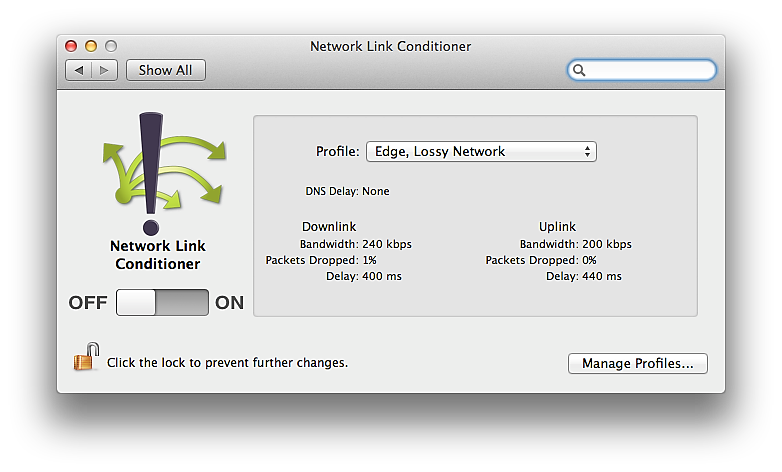 Network Link Conditioner
Show All
Profile: Edge, Lossy Network
DNS Delay: None
Downlink
Bandwidth: 240 kbps
Packets Dropped: 1%
Delay: 400 ms
Uplink
Bandwidth: 200 kbps
Packets Dropped: 0%
Delay: 440 ms
Network Link
Conditioner
OFF ON
Click the lock to prevent further changes.
Manage Profiles...